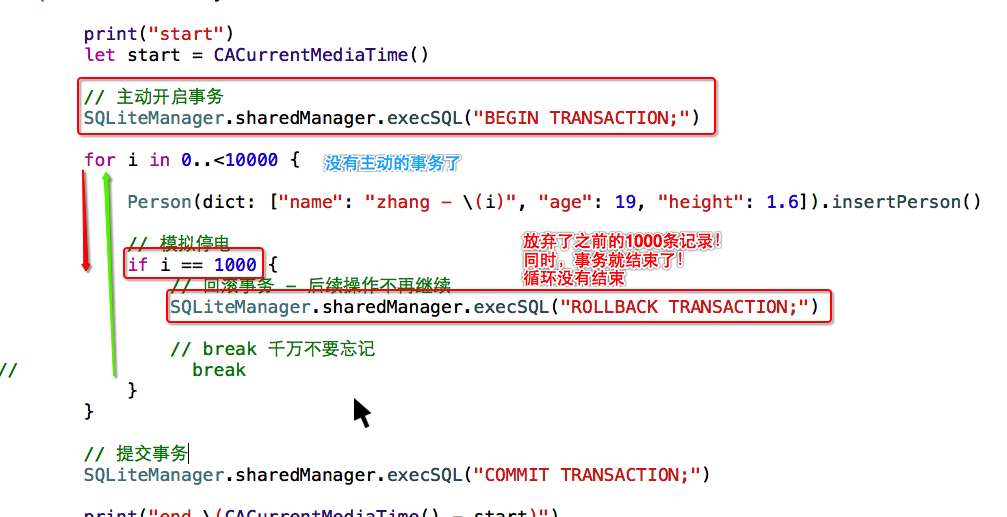 print("start")
let start = CACurrentMediaTime()
// 主动开启事务
SQLiteManager.sharedManager.execSQL("BEGIN TRANSACTION;")
for i in 0..<10000 { 没有主动的事务了
Person(dict: ["name": "zhang - \(i)", "age": 19, "height": 1.6]).insertPerson()
// 模拟停电
放弃了之前的1000条记录！
if i == 1000 {
同时，事务就结束了！
循环没有结束
// 回滚事务 - 后续操作不再继续
SQLiteManager.sharedManager.execSQL("ROLLBACK TRANSACTION;")
// break 千万不要忘记
// break
}
}
// 提交事务
SQLiteManager.sharedManager.execSQL("COMMIT TRANSACTION;")
print("end \(CACurrentMediaTime() - start)")